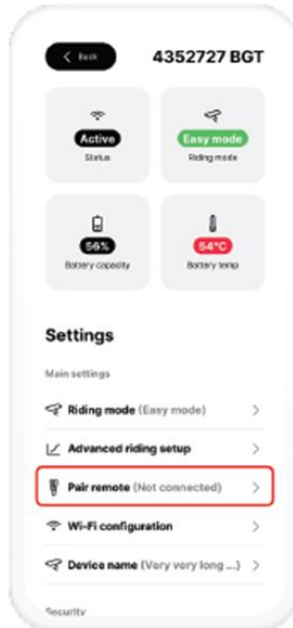 Back
4352727 BGT
Active
Status
Easy mode
Riding mode
56%
Battery capacity
54°C
Battery temp
Settings
Main settings
Riding mode (Easy mode)
Advanced riding setup
Pair remote (Not connected)
Wi-Fi configuration
Device name (Very very long ...)
Security